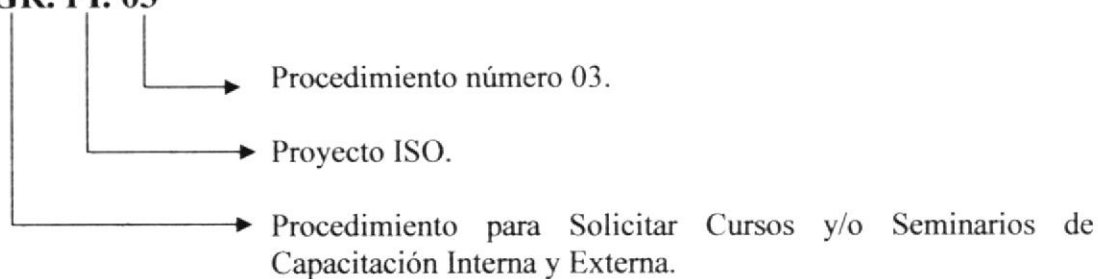 Procedimiento número 03.
Proyecto ISO.
Procedimiento para Solicitar Cursos y/o Seminarios de
Capacitación Interna y Externa.